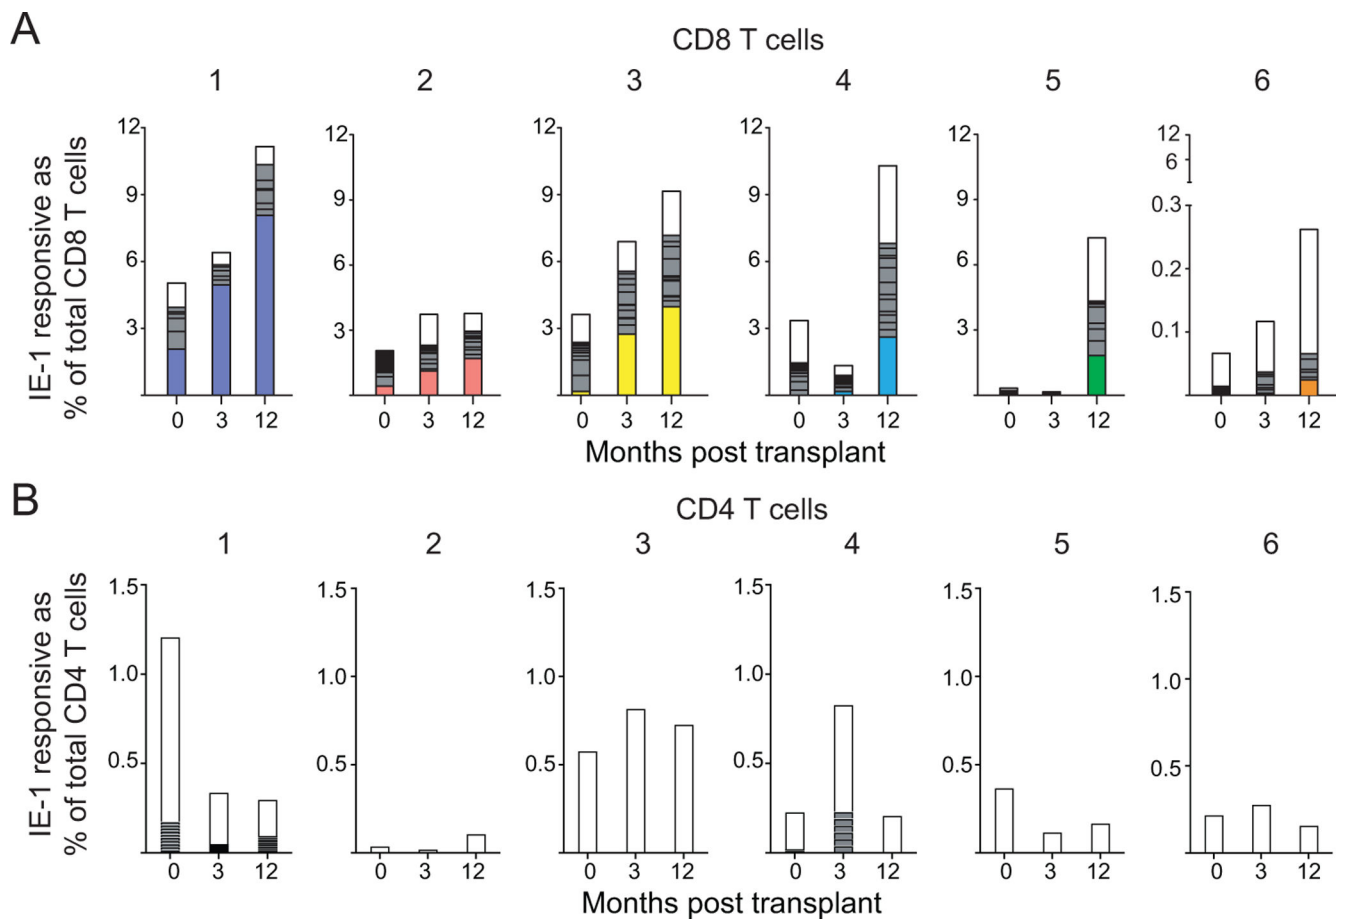 A
CD8 T cells
1 2 3 4 5 6
IE-1 responsive as
% of total CD8 T cells
12 12 12 12 12 12
6
9 9 9 9 9
0.3
6 6 6 6 6
0.2
3 3 3 3 3
0.1
0 3 12 0 3 12 0 3 12 0 3 12 0 3 12 0 3 12
Months post transplant
B
CD4 T cells
1 2 3 4 5 6
IE-1 responsive as
% of total CD4 T cells
1.5 1.5 1.5 1.5 1.5 1.5
1.0 1.0 1.0 1.0 1.0 1.0
0.5 0.5 0.5 0.5 0.5 0.5
0 3 12 0 3 12 0 3 12 0 3 12 0 3 12 0 3 12
Months post transplant